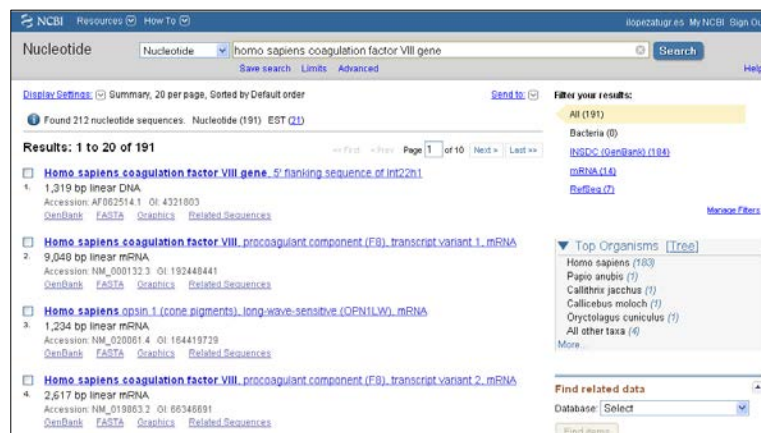 NCBI Resources How To ilopezatugr.es My NCBI Sign Ou
Nucleotide Nucleotide homo sapiens coagulation factor VIII gene Search
Save search Limits Advanced Help
Display Settings: Summary, 20 per page, Sorted by Default order Send to: Filter your results:
Found 212 nucleotide sequences. Nucleotide (191) EST (21)
All (191)
Bacteria (0)
INSDC (GenBank) (184)
mRNA (14)
RefSeq (7)
Manage Filters
Results: 1 to 20 of 191 << First < Prev Page 1 of 10 Next > Last >>
Homo sapiens coagulation factor VIII gene, 5' flanking sequence of Int22h1
1. 1,319 bp linear DNA
Accession: AF062514.1 GI: 4321803
GenBank FASTA Graphics Related Sequences
Homo sapiens coagulation factor VIII, procoagulant component (F8), transcript variant 1, mRNA
2. 9,048 bp linear mRNA
Accession: NM_000132.3 GI: 192448441
GenBank FASTA Graphics Related Sequences
Homo sapiens opsin 1 (cone pigments), long-wave-sensitive (OPN1LW), mRNA
3. 1,234 bp linear mRNA
Accession: NM_020061.4 GI: 164419729
GenBank FASTA Graphics Related Sequences
Homo sapiens coagulation factor VIII, procoagulant component (F8), transcript variant 2, mRNA
4. 2,617 bp linear mRNA
Accession: NM_019863.2 GI: 66346691
GenBank FASTA Graphics Related Sequences
Top Organisms [Tree]
Homo sapiens (183)
Papio anubis (1)
Callithrix jacchus (1)
Callicebus moloch (1)
Oryctolagus cuniculus (1)
All other taxa (4)
More...
Find related data
Database: Select
Find items